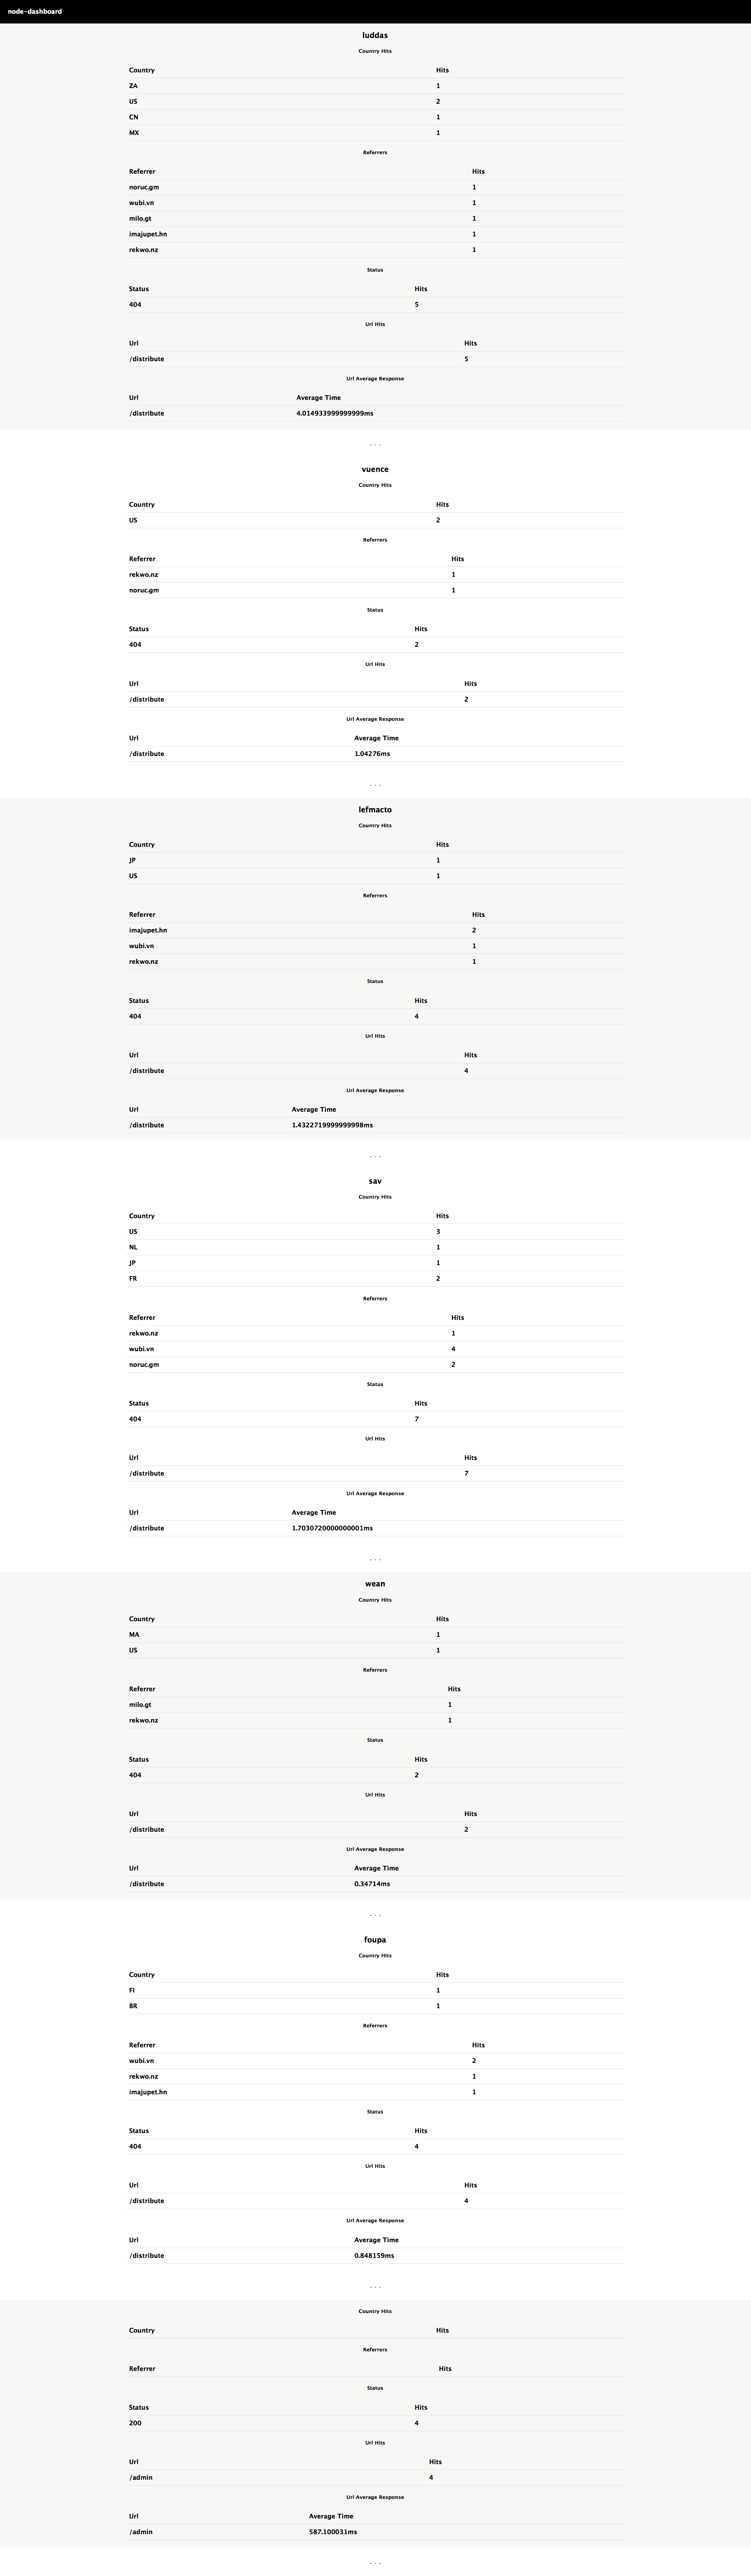 node-dashboard
luddas
Country Hits
Country Hits
ZA 1
US 2
CN 1
MX 1
Referrers
Referrer Hits
noruc.gm 1
wubi.vn 1
milo.gt 1
imajupet.hn 1
rekwo.nz 1
Status
Status Hits
404 5
Url Hits
Url Hits
/distribute 5
Url Average Response
Url Average Time
/distribute 4.014933999999999ms
...
vuence
Country Hits
Country Hits
US 2
Referrers
Referrer Hits
rekwo.nz 1
noruc.gm 1
Status
Status Hits
404 2
Url Hits
Url Hits
/distribute 2
Url Average Response
Url Average Time
/distribute 1.04276ms
...
lefmacto
Country Hits
Country Hits
JP 1
US 1
Referrers
Referrer Hits
imajupet.hn 2
wubi.vn 1
rekwo.nz 1
Status
Status Hits
404 4
Url Hits
Url Hits
/distribute 4
Url Average Response
Url Average Time
/distribute 1.4322719999999998ms
...
sav
Country Hits
Country Hits
US 3
NL 1
JP 1
FR 2
Referrers
Referrer Hits
rekwo.nz 1
wubi.vn 4
noruc.gm 2
Status
Status Hits
404 7
Url Hits
Url Hits
/distribute 7
Url Average Response
Url Average Time
/distribute 1.7030720000000001ms
...
wean
Country Hits
Country Hits
MA 1
US 1
Referrers
Referrer Hits
milo.gt 1
rekwo.nz 1
Status
Status Hits
404 2
Url Hits
Url Hits
/distribute 2
Url Average Response
Url Average Time
/distribute 0.34714ms
...
foupa
Country Hits
Country Hits
FI 1
BR 1
Referrers
Referrer Hits
wubi.vn 2
rekwo.nz 1
imajupet.hn 1
Status
Status Hits
404 4
Url Hits
Url Hits
/distribute 4
Url Average Response
Url Average Time
/distribute 0.848159ms
...
Country Hits
Country Hits
Referrers
Referrer Hits
Status
Status Hits
200 4
Url Hits
Url Hits
/admin 4
Url Average Response
Url Average Time
/admin 587.100031ms
...